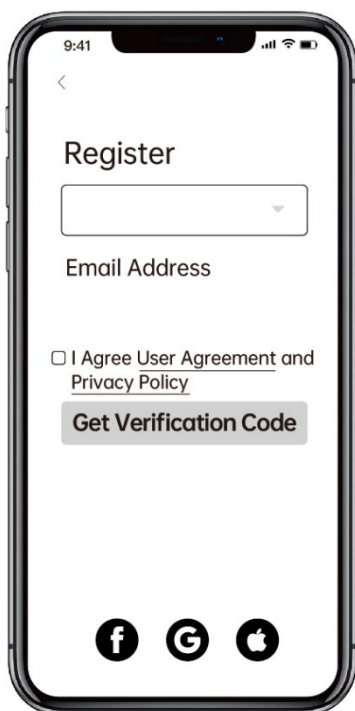 9:41
Register
Email Address
I Agree User Agreement and
Privacy Policy
Get Verification Code